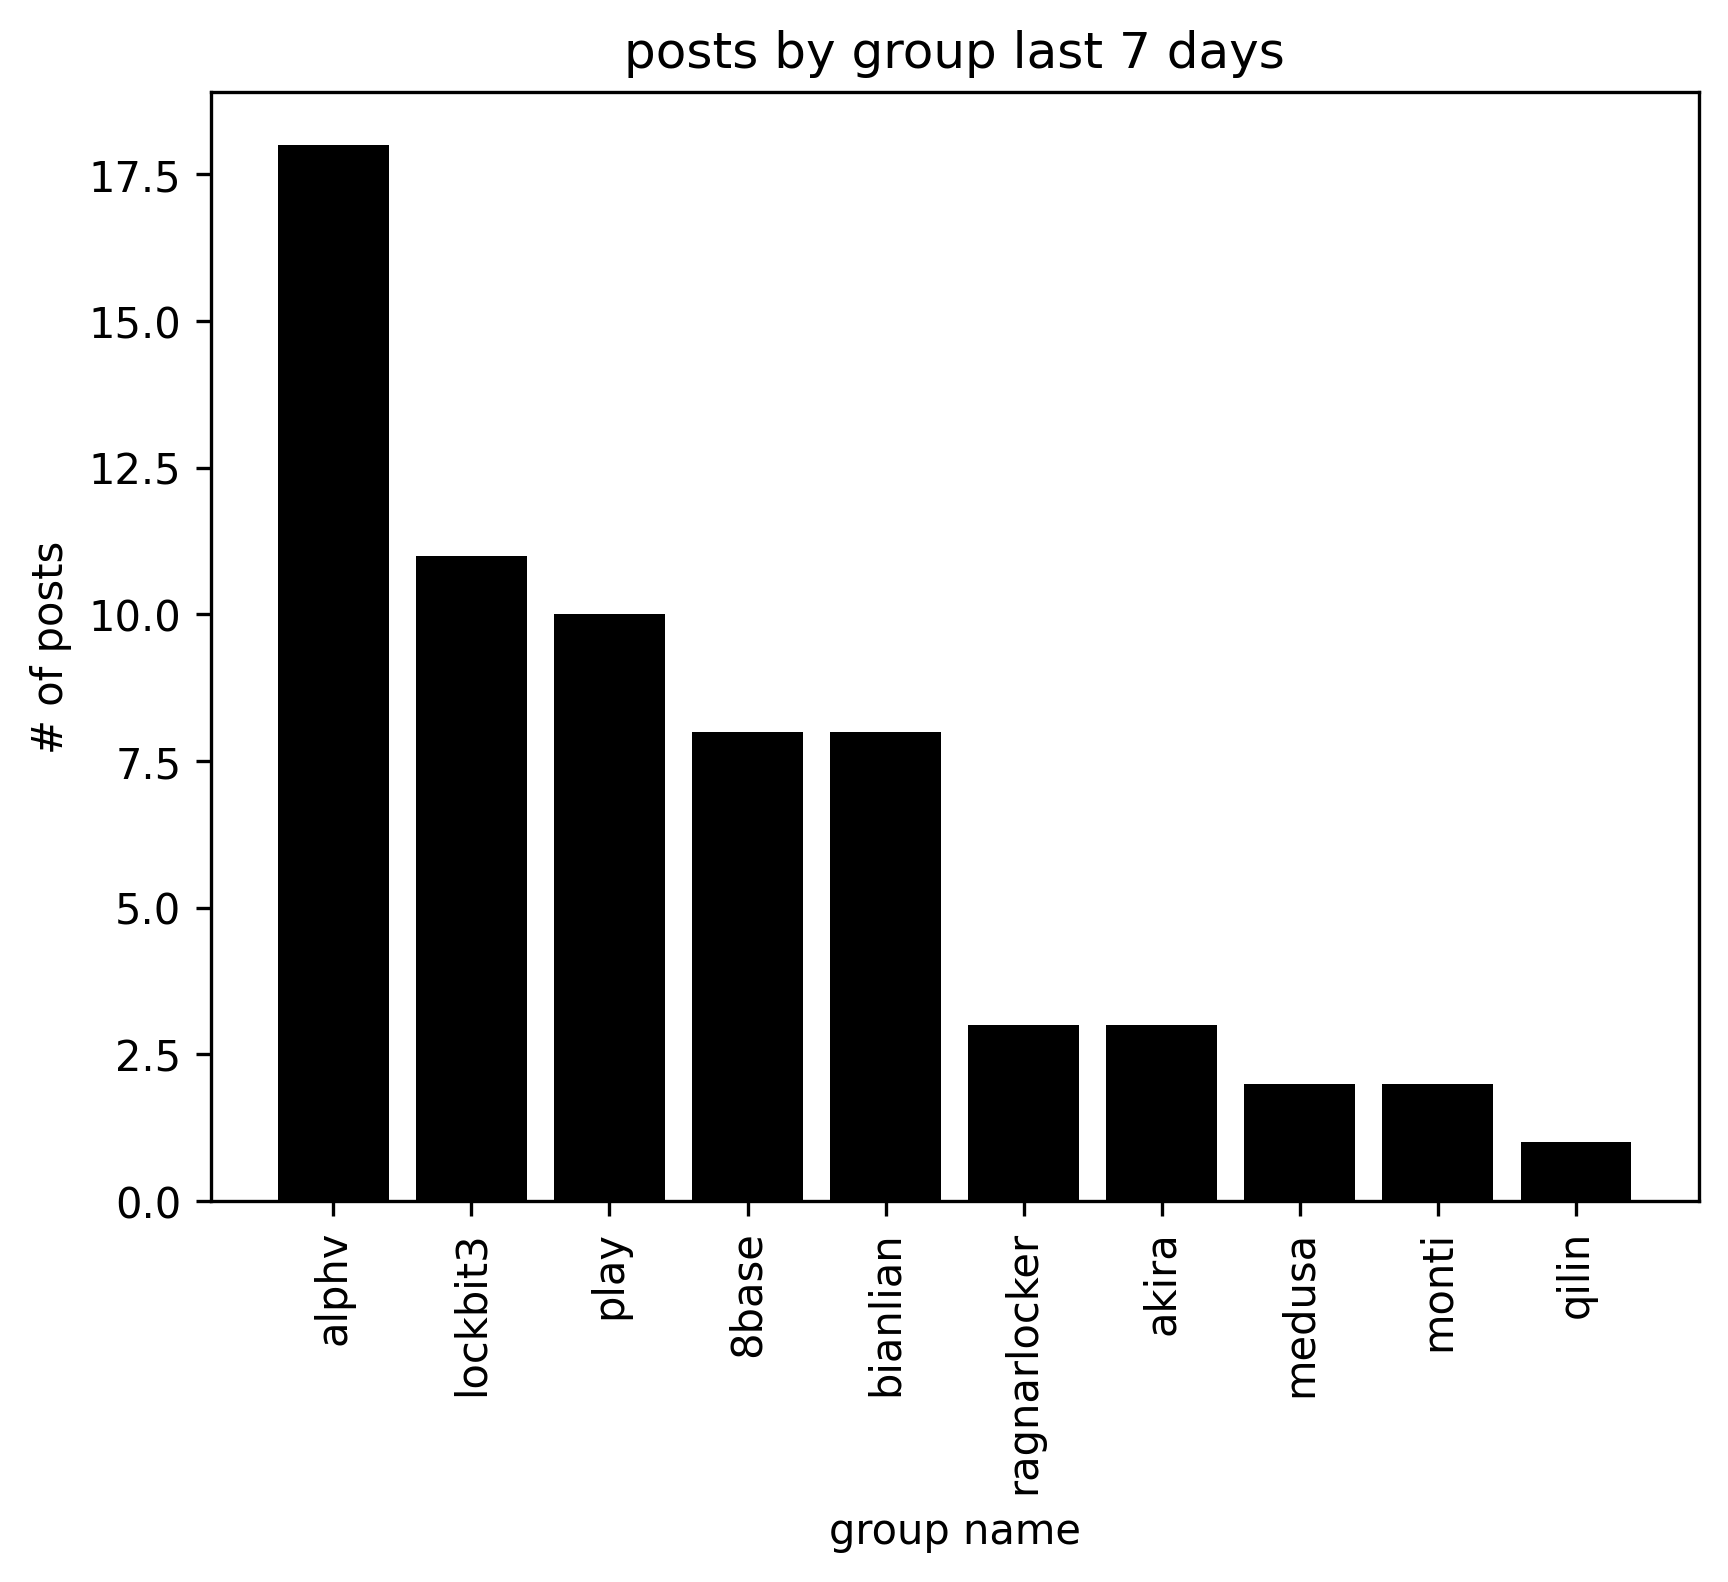 posts by group last 7 days
# of posts
17.5
15.0
12.5
10.0
7.5
5.0
2.5
0.0
alphv
lockbit3
play
8base
bianlian
ragnarlocker
akira
medusa
monti
qilin
group name